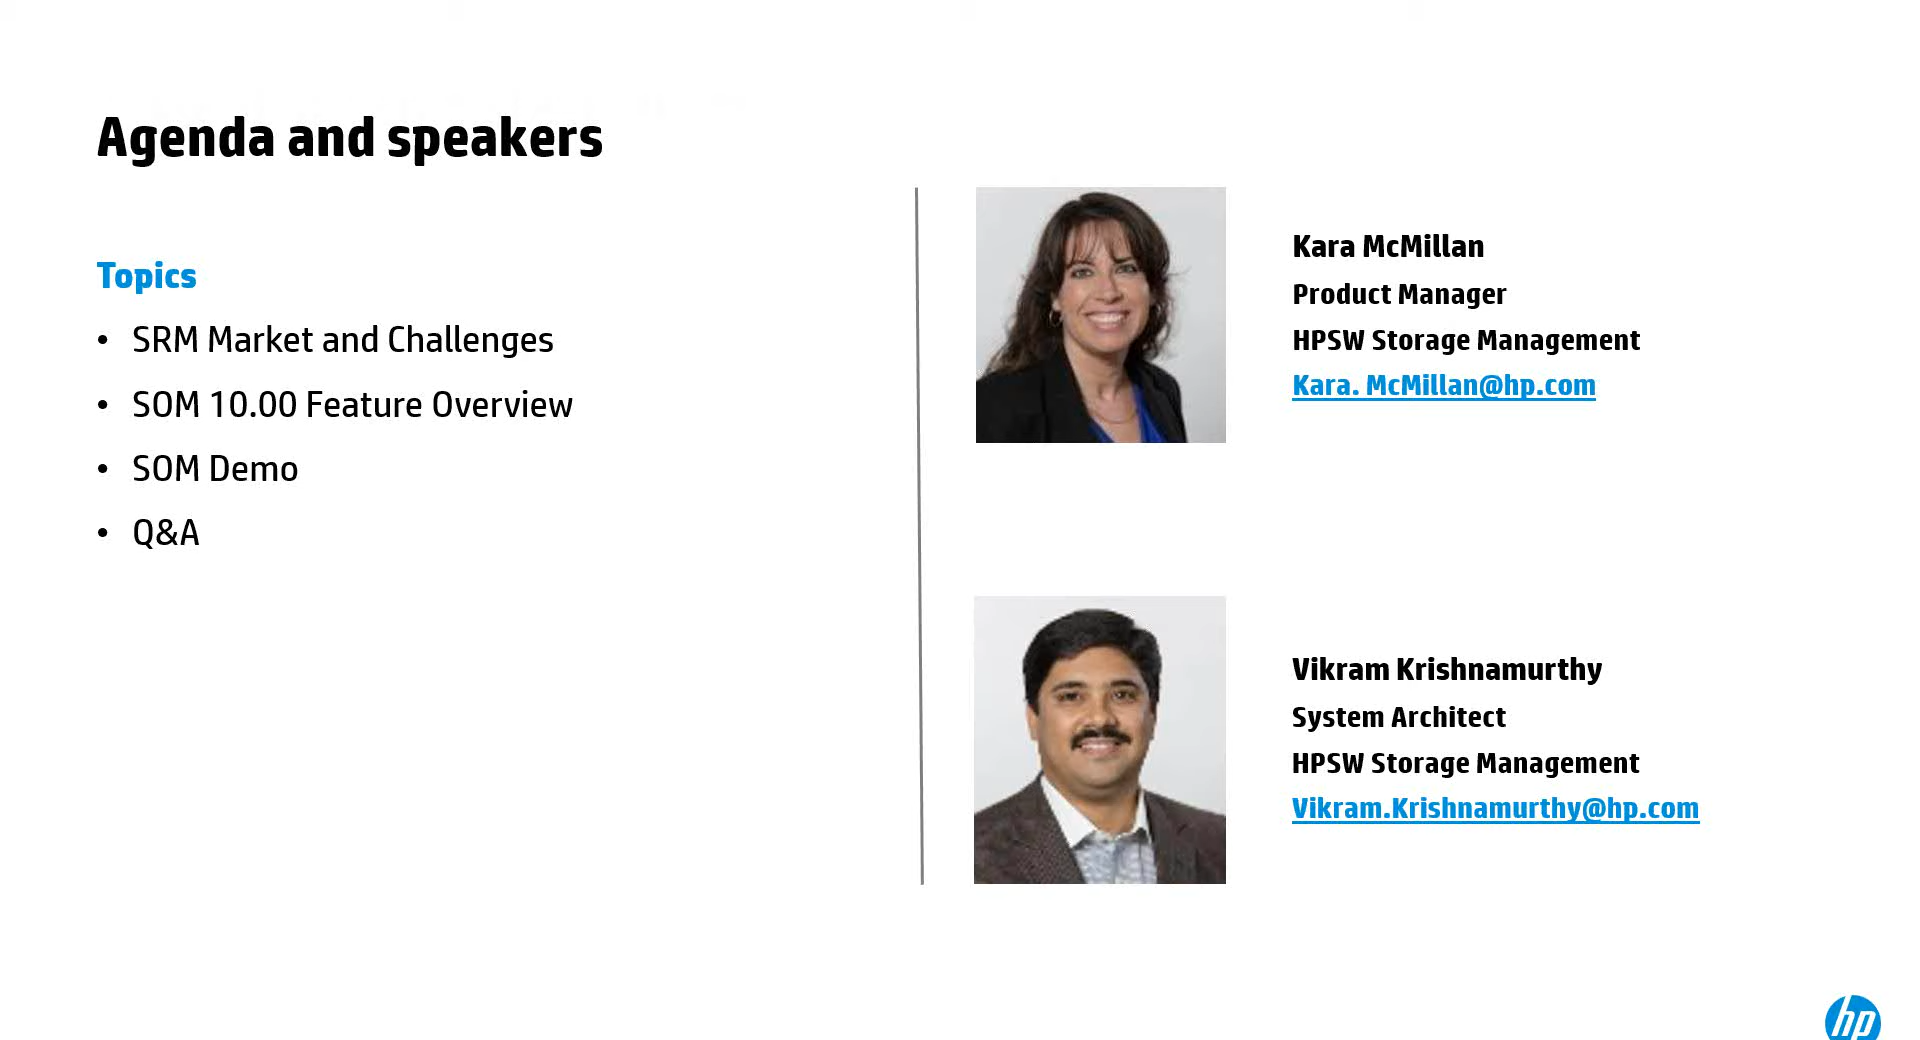 Agenda and speakers
Topics
• SRM Market and Challenges
• SOM 10.00 Feature Overview
• SOM Demo
• Q&A
Kara McMillan
Product Manager
HPSW Storage Management
Kara. McMillan@hp.com
Vikram Krishnamurthy
System Architect
HPSW Storage Management
Vikram.Krishnamurthy@hp.com
hp